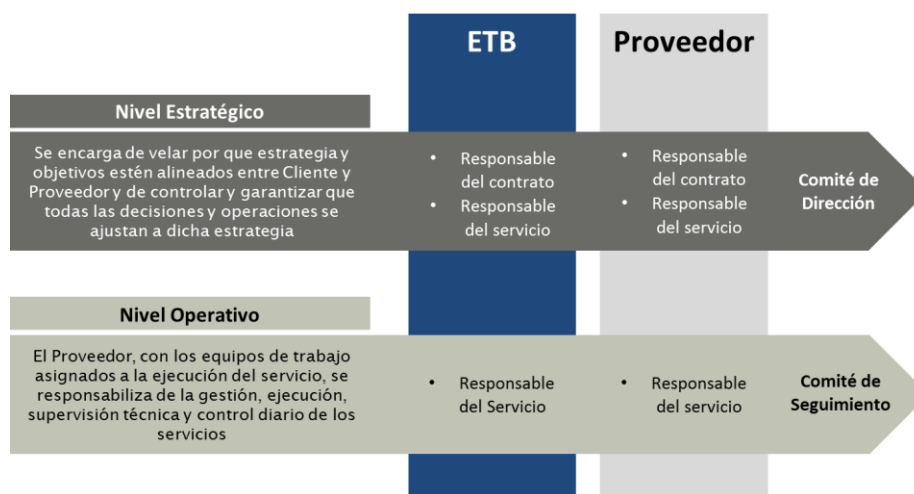 ETB
Proveedor
Nivel Estratégico
Se encarga de velar por que estrategia y
objetivos estén alineados entre Cliente y
Proveedor y de controlar y garantizar que
todas las decisiones y operaciones se
ajustan a dicha estrategia
• Responsable
del contrato
• Responsable
del servicio
• Responsable
del contrato
• Responsable
del servicio
Comité de
Dirección
Nivel Operativo
El Proveedor, con los equipos de trabajo
asignados a la ejecución del servicio, se
responsabiliza de la gestión, ejecución,
supervisión técnica y control diario de los
servicios
• Responsable
del Servicio
• Responsable
del servicio
Comité de
Seguimiento